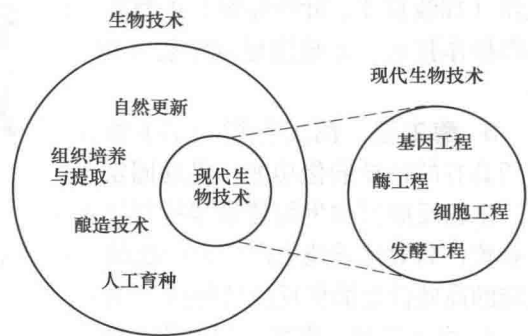 生物技术
现代生物技术
自然更新
组织培养
与提取
现代生
物技术
酿造技术
人工育种
基因工程
酶工程
细胞工程
发酵工程